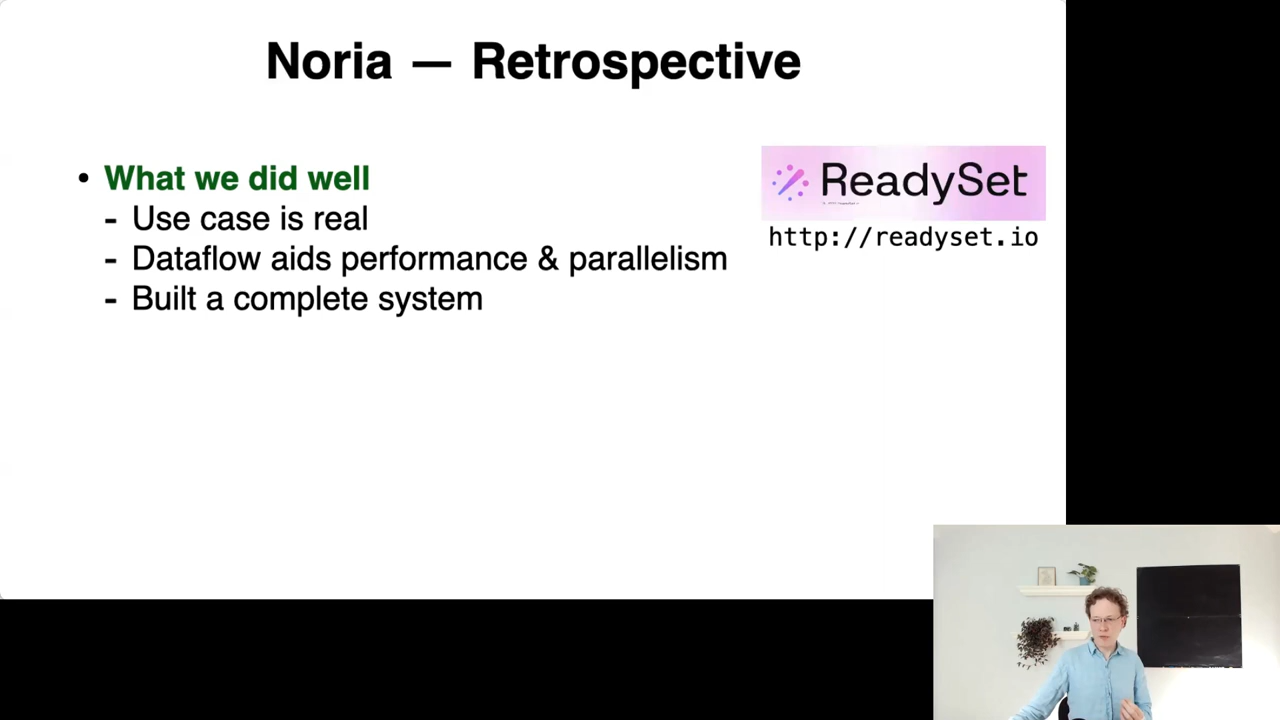 Noria — Retrospective
• What we did well
- Use case is real
- Dataflow aids performance & parallelism
- Built a complete system
ReadySet
http://readyset.io